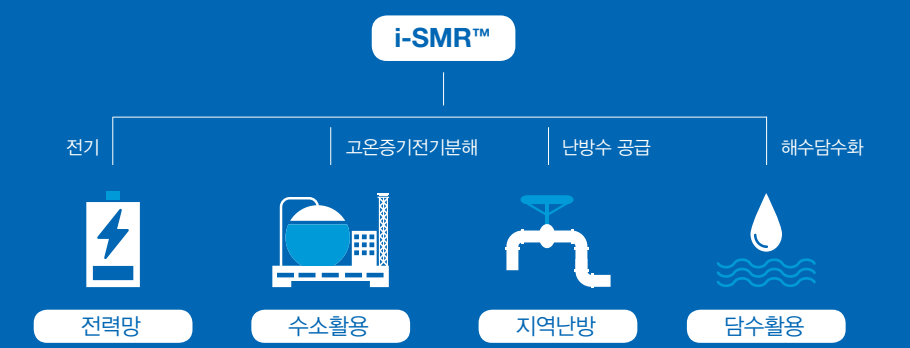 i-SMR™
전기
고온증기전기분해
난방수 공급
해수담수화
전력망
수소활용
지역난방
담수활용